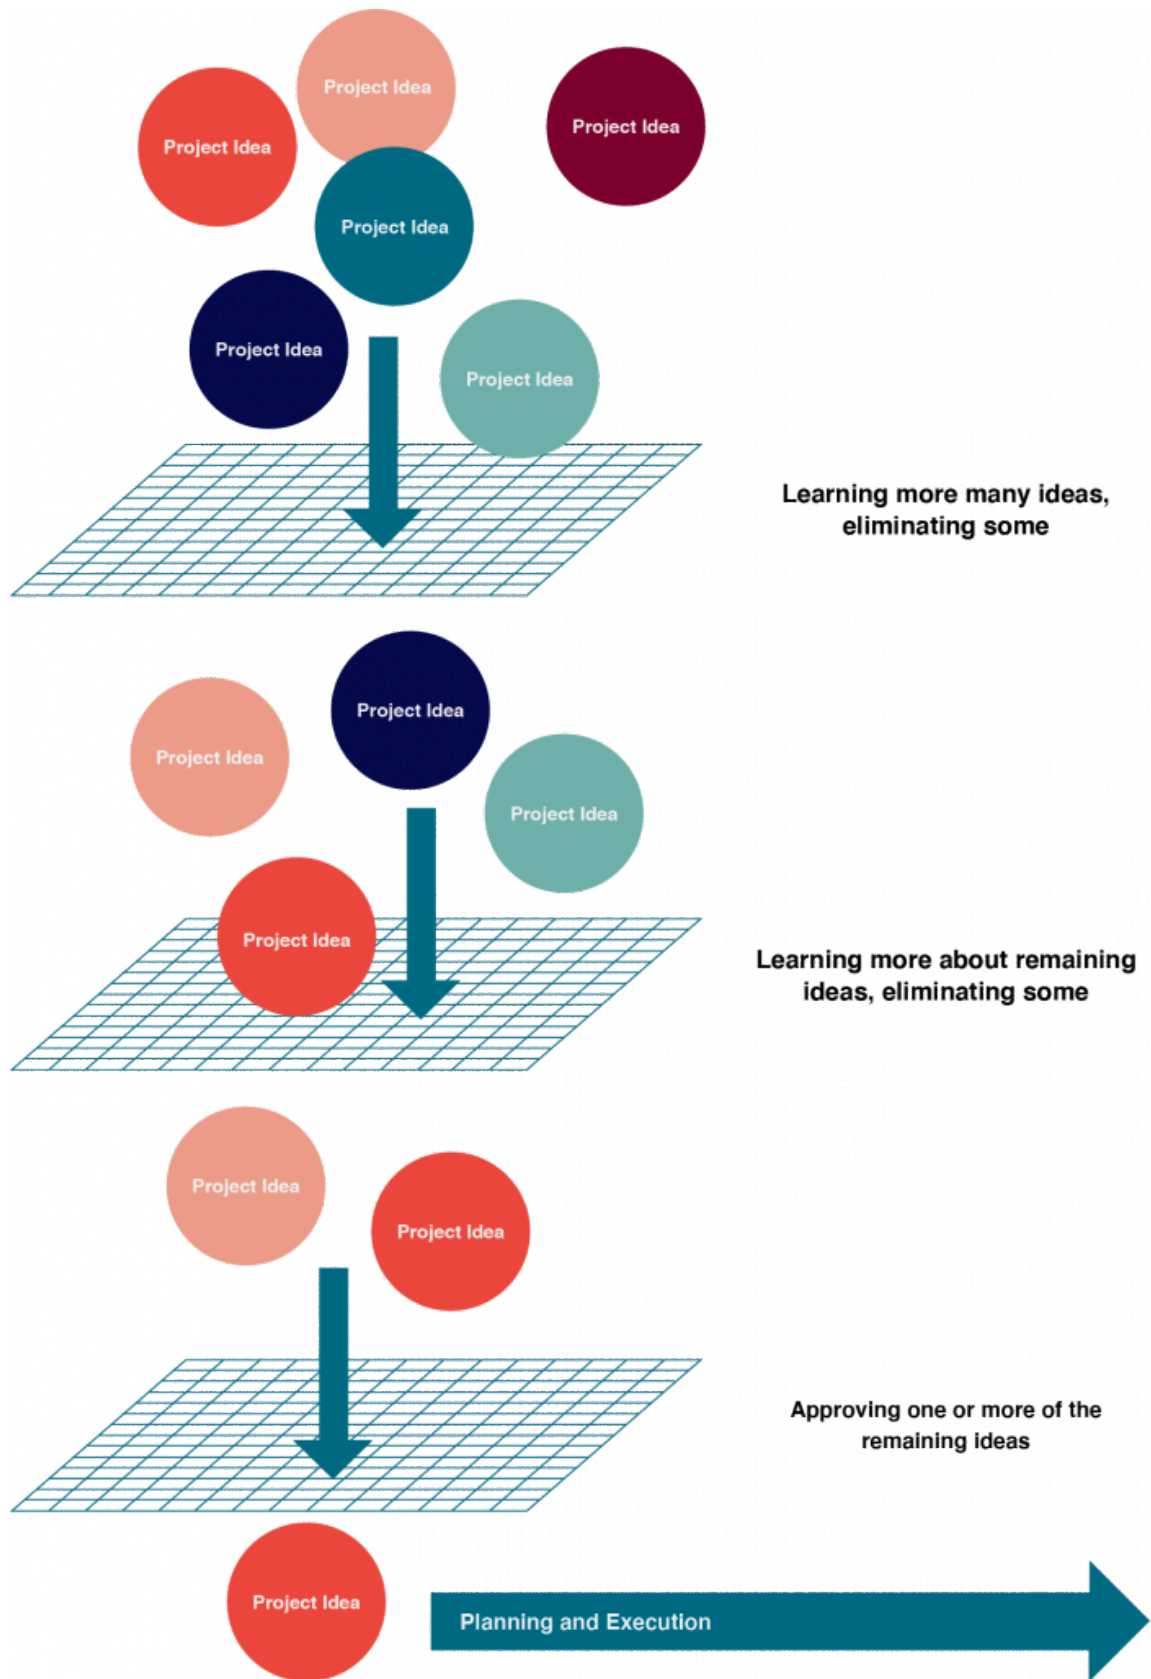 Project Idea
Project Idea
Project Idea
Project Idea
Project Idea
Project Idea
Learning more many ideas,
eliminating some
Project Idea
Project Idea
Project Idea
Project Idea
Learning more about remaining
ideas, eliminating some
Project Idea
Project Idea
Approving one or more of the
remaining ideas
Project Idea
Planning and Execution